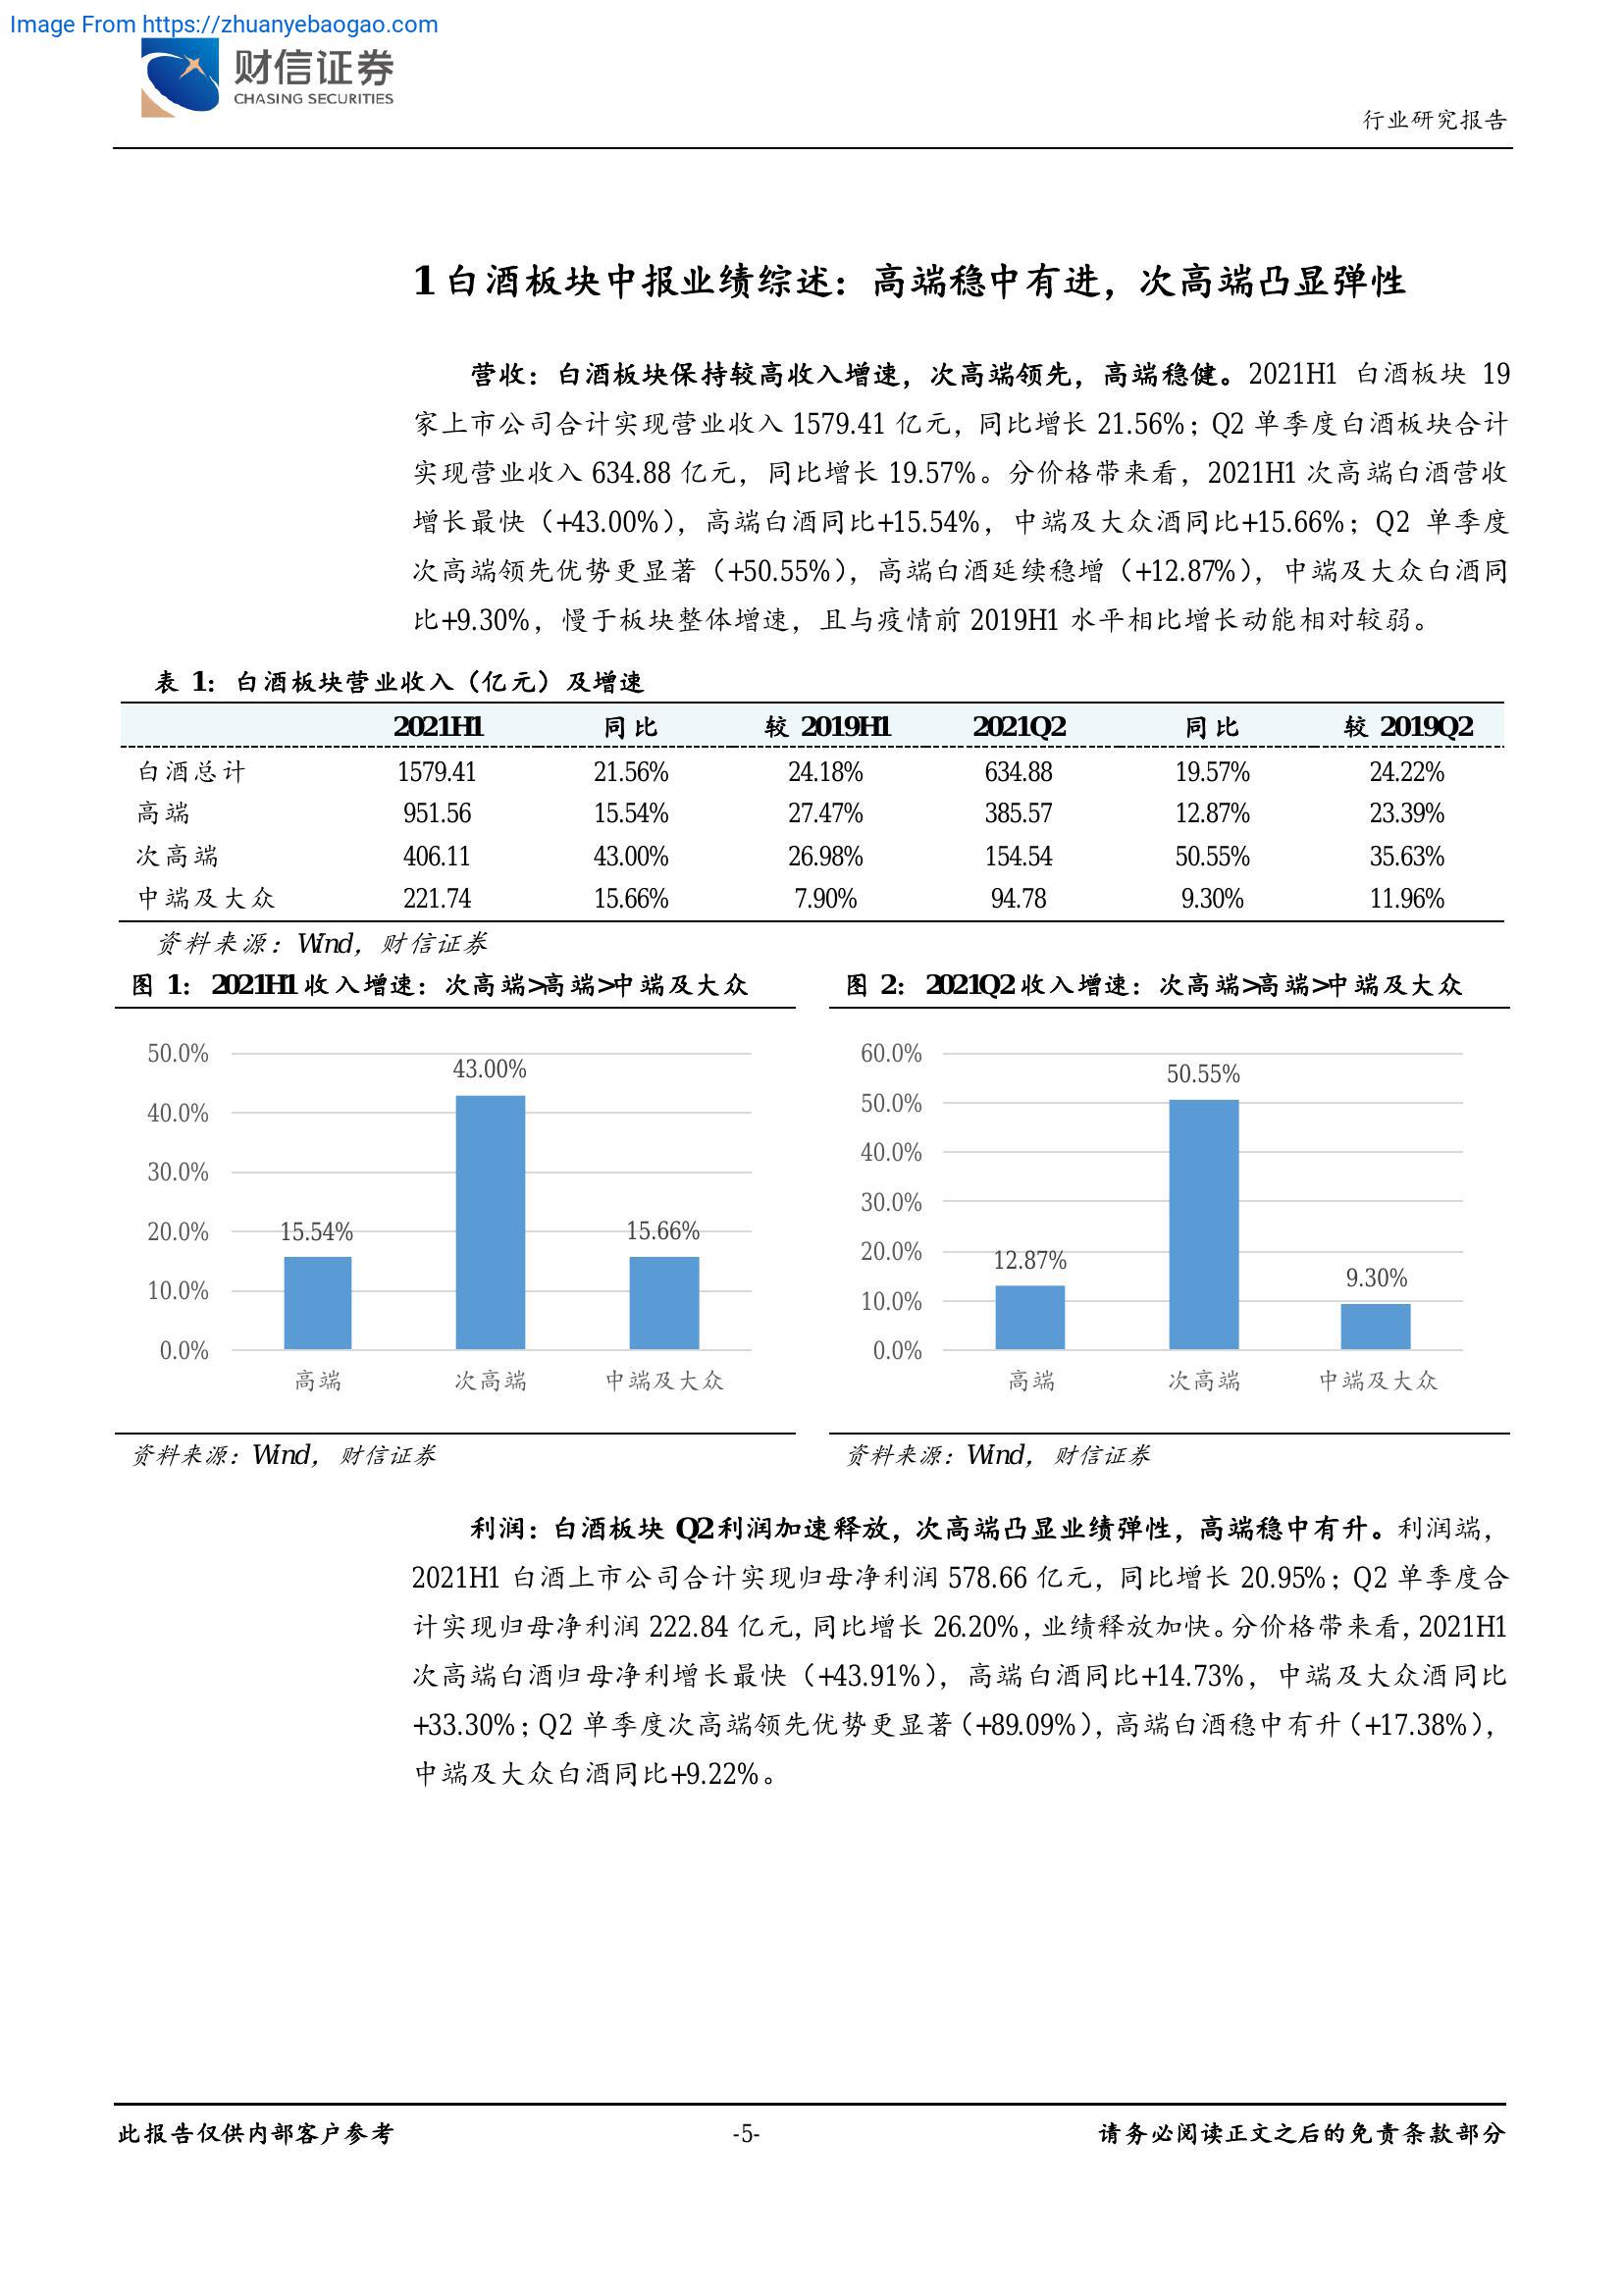 Image From https://zhuanyebaogao.com
财信证券
CHASING SECURITIES
行业研究报告
1 白酒板块中报业绩综述：高端稳中有进，次高端凸显弹性
营收：白酒板块保持较高收入增速，次高端领先，高端稳健。2021H1 白酒板块 19
家上市公司合计实现营业收入 1579.41 亿元，同比增长 21.56%；Q2 单季度白酒板块合计
实现营业收入 634.88 亿元，同比增长 19.57%。分价格带来看，2021H1 次高端白酒营收
增长最快（+43.00%），高端白酒同比+15.54%，中端及大众酒同比+15.66%；Q2 单季度
次高端领先优势更显著（+50.55%），高端白酒延续稳增（+12.87%），中端及大众白酒同
比+9.30%，慢于板块整体增速，且与疫情前 2019H1 水平相比增长动能相对较弱。
表 1：白酒板块营业收入（亿元）及增速
2021H1 同比 较 2019H1 2021Q2 同比 较 2019Q2
白酒总计 1579.41 21.56% 24.18% 634.88 19.57% 24.22%
高端 951.56 15.54% 27.47% 385.57 12.87% 23.39%
次高端 406.11 43.00% 26.98% 154.54 50.55% 35.63%
中端及大众 221.74 15.66% 7.90% 94.78 9.30% 11.96%
资料来源：Wind，财信证券
图 1：2021H1 收入增速：次高端>高端>中端及大众
50.0%
40.0%
30.0%
20.0%
10.0%
0.0%
15.54%
43.00%
15.66%
高端 次高端 中端及大众
资料来源：Wind，财信证券
图 2：2021Q2 收入增速：次高端>高端>中端及大众
60.0%
50.0%
40.0%
30.0%
20.0%
10.0%
0.0%
12.87%
50.55%
9.30%
高端 次高端 中端及大众
资料来源：Wind，财信证券
利润：白酒板块 Q2 利润加速释放，次高端凸显业绩弹性，高端稳中有升。利润端，
2021H1 白酒上市公司合计实现归母净利润 578.66 亿元，同比增长 20.95%；Q2 单季度合
计实现归母净利润 222.84 亿元，同比增长 26.20%，业绩释放加快。分价格带来看，2021H1
次高端白酒归母净利增长最快（+43.91%），高端白酒同比+14.73%，中端及大众酒同比
+33.30%；Q2 单季度次高端领先优势更显著（+89.09%），高端白酒稳中有升（+17.38%），
中端及大众白酒同比+9.22%。
此报告仅供内部客户参考
-5-
请务必阅读正文之后的免责条款部分